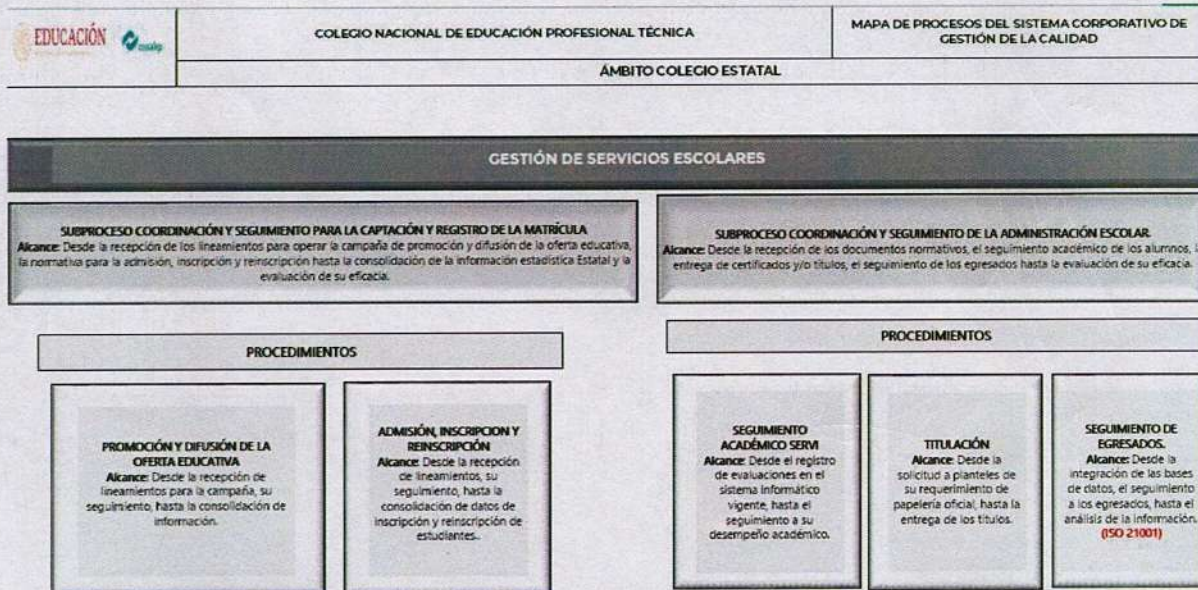 EDUCACIÓN
conalep
COLEGIO NACIONAL DE EDUCACIÓN PROFESIONAL TÉCNICA
MAPA DE PROCESOS DEL SISTEMA CORPORATIVO DE
GESTIÓN DE LA CALIDAD
ÁMBITO COLEGIO ESTATAL
GESTIÓN DE SERVICIOS ESCOLARES
SUBPROCESO COORDINACIÓN Y SEGUIMIENTO PARA LA CAPTACIÓN Y REGISTRO DE LA MATRÍCULA
Alcance: Desde la recepción de los lineamientos para operar la campaña de promoción y difusión de la oferta educativa,
la normativa para la admisión, inscripción y reinscripción hasta la consolidación de la información estadística Estatal y la
evaluación de su eficacia.
SUBPROCESO COORDINACIÓN Y SEGUIMIENTO DE LA ADMINISTRACIÓN ESCOLAR.
Alcance: Desde la recepción de los documentos normativos, el seguimiento académico de los alumnos,
entrega de certificados y/o títulos, el seguimiento de los egresados hasta la evaluación de su eficacia.
PROCEDIMIENTOS
PROMOCIÓN Y DIFUSIÓN DE LA
OFERTA EDUCATIVA
Alcance: Desde la recepción de
lineamientos para la campaña, su
seguimiento, hasta la consolidación de
información.
ADMISIÓN, INSCRIPCION Y
REINSCRIPCIÓN
Alcance: Desde la recepción
de lineamientos, su
seguimiento, hasta la
consolidación de datos de
inscripción y reinscripción de
estudiantes..
PROCEDIMIENTOS
SEGUIMIENTO
ACADÉMICO SERVI
Alcance: Desde el registro
de evaluaciones en el
sistema informático
vigente, hasta el
seguimiento a su
desempeño académico.
TITULACIÓN
Alcance: Desde la
solicitud a planteles de
su requerimiento de
papelería oficial, hasta la
entrega de los títulos.
SEGUIMIENTO DE
EGRESADOS.
Alcance: Desde la
integración de las bases
de datos, el seguimiento
a los egresados, hasta el
análisis de la información.
(ISO 21001)